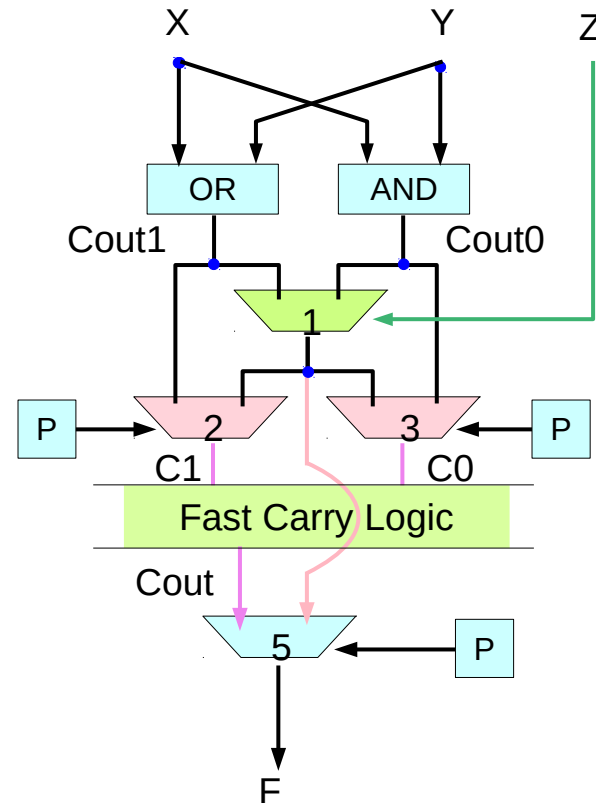 X Y Z
OR AND
Cout1 Cout0
1
P 2 3 P
C1 C0
Fast Carry Logic
Cout
5 P
F